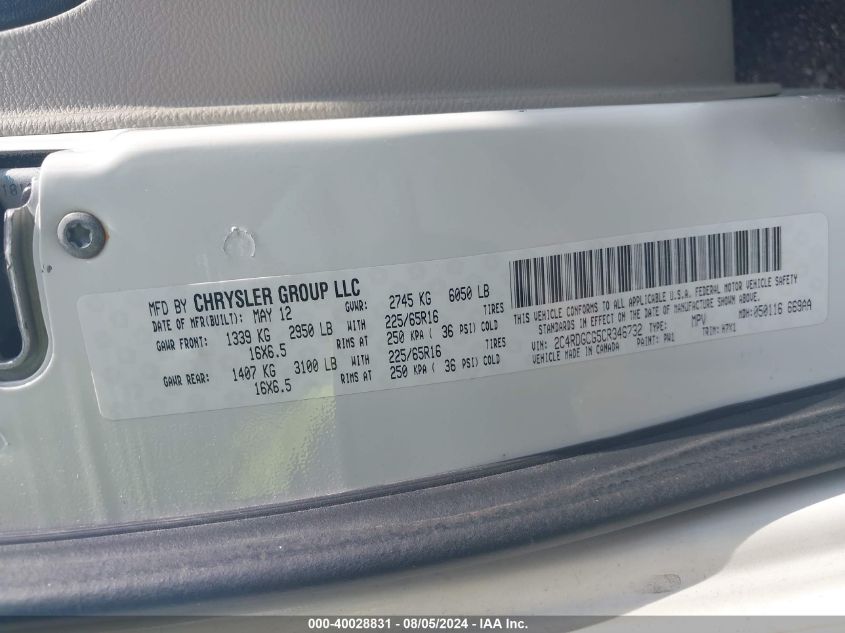 MFD BY CHRYSLER GROUP LLC
DATE OF MFR(BUILT): MAY 12 GVWR: 2745 KG 6050 LB
GAWR FRONT: 1339 KG 2950 LB WITH 225/65R16 TIRES
16X6.5 RIMS AT 250 KPA ( 36 PSI) COLD
GAWR REAR: 1407 KG 3100 LB WITH 225/65R16 TIRES
16X6.5 RIMS AT 250 KPA ( 36 PSI) COLD
THIS VEHICLE CONFORMS TO ALL APPLICABLE U.S.A. FEDERAL MOTOR VEHICLE SAFETY
STANDARDS IN EFFECT ON THE DATE OF MANUFACTURE SHOWN ABOVE.
VIN: 2C4RDGCG5CR346732 TYPE: MPV MDH: 050116 669AA
MADE IN CANADA PAINT: PW1 TRIM: H7X1
000-40028831 - 08/05/2024 - IAA Inc.